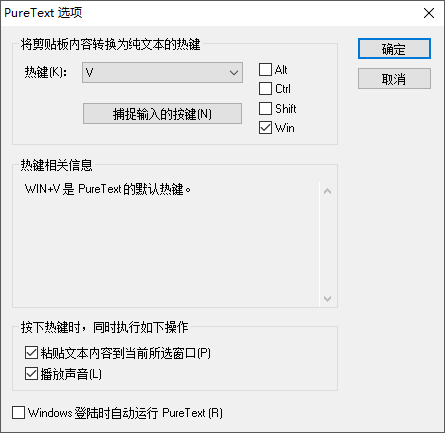 PureText 选项
将剪贴板内容转换为纯文本的热键
热键(K):
V
Alt
Ctrl
Shift
Win
捕捉输入的按键(N)
确定
取消
热键相关信息
WIN+V 是 PureText 的默认热键。
按下热键时，同时执行如下操作
粘贴文本内容到当前所选窗口(P)
播放声音(L)
Windows 登陆时自动运行 PureText (R)